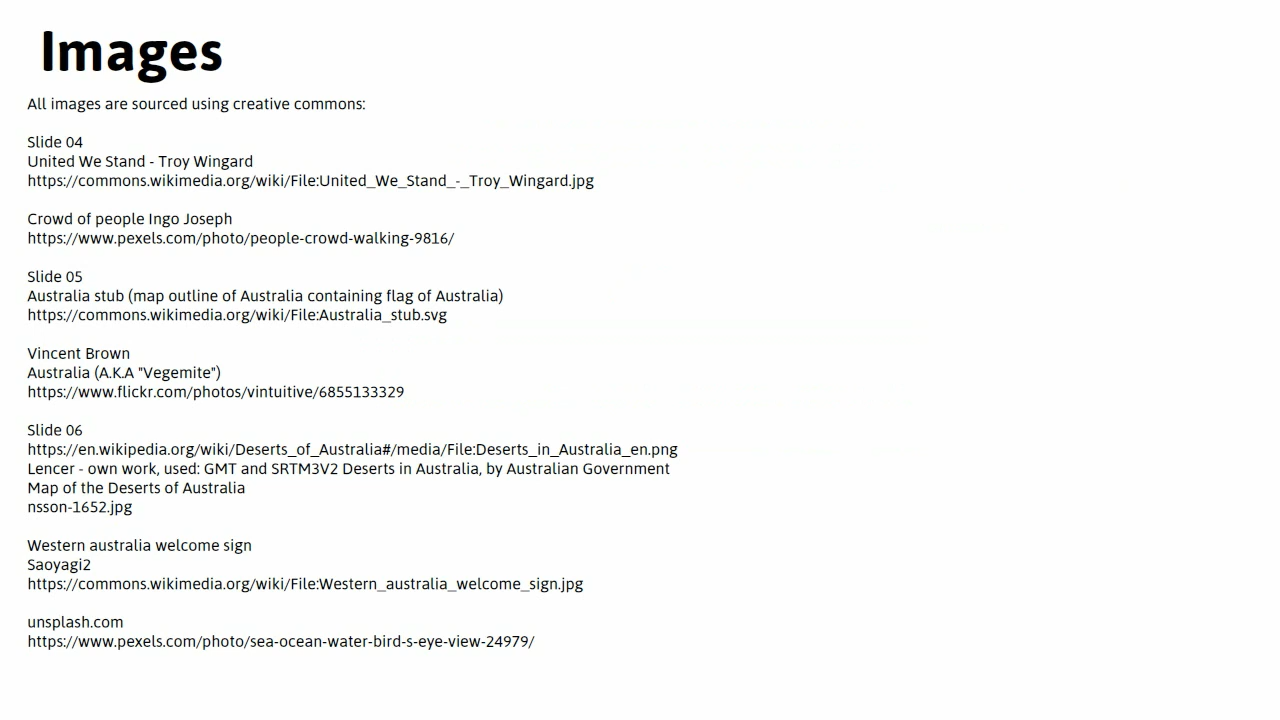 Images
All images are sourced using creative commons:
Slide 04
United We Stand - Troy Wingard
https://commons.wikimedia.org/wiki/File:United_We_Stand_-_Troy_Wingard.jpg
Crowd of people Ingo Joseph
https://www.pexels.com/photo/people-crowd-walking-9816/
Slide 05
Australia stub (map outline of Australia containing flag of Australia)
https://commons.wikimedia.org/wiki/File:Australia_stub.svg
Vincent Brown
Australia (A.K.A "Vegemite")
https://www.flickr.com/photos/vintuitive/6855133329
Slide 06
https://en.wikipedia.org/wiki/Deserts_of_Australia#/media/File:Deserts_in_Australia_en.png
Lencer - own work, used: GMT and SRTM3V2 Deserts in Australia, by Australian Government
Map of the Deserts of Australia
nsson-1652.jpg
Western australia welcome sign
Saoyagi2
https://commons.wikimedia.org/wiki/File:Western_australia_welcome_sign.jpg
unsplash.com
https://www.pexels.com/photo/sea-ocean-water-bird-s-eye-view-24979/